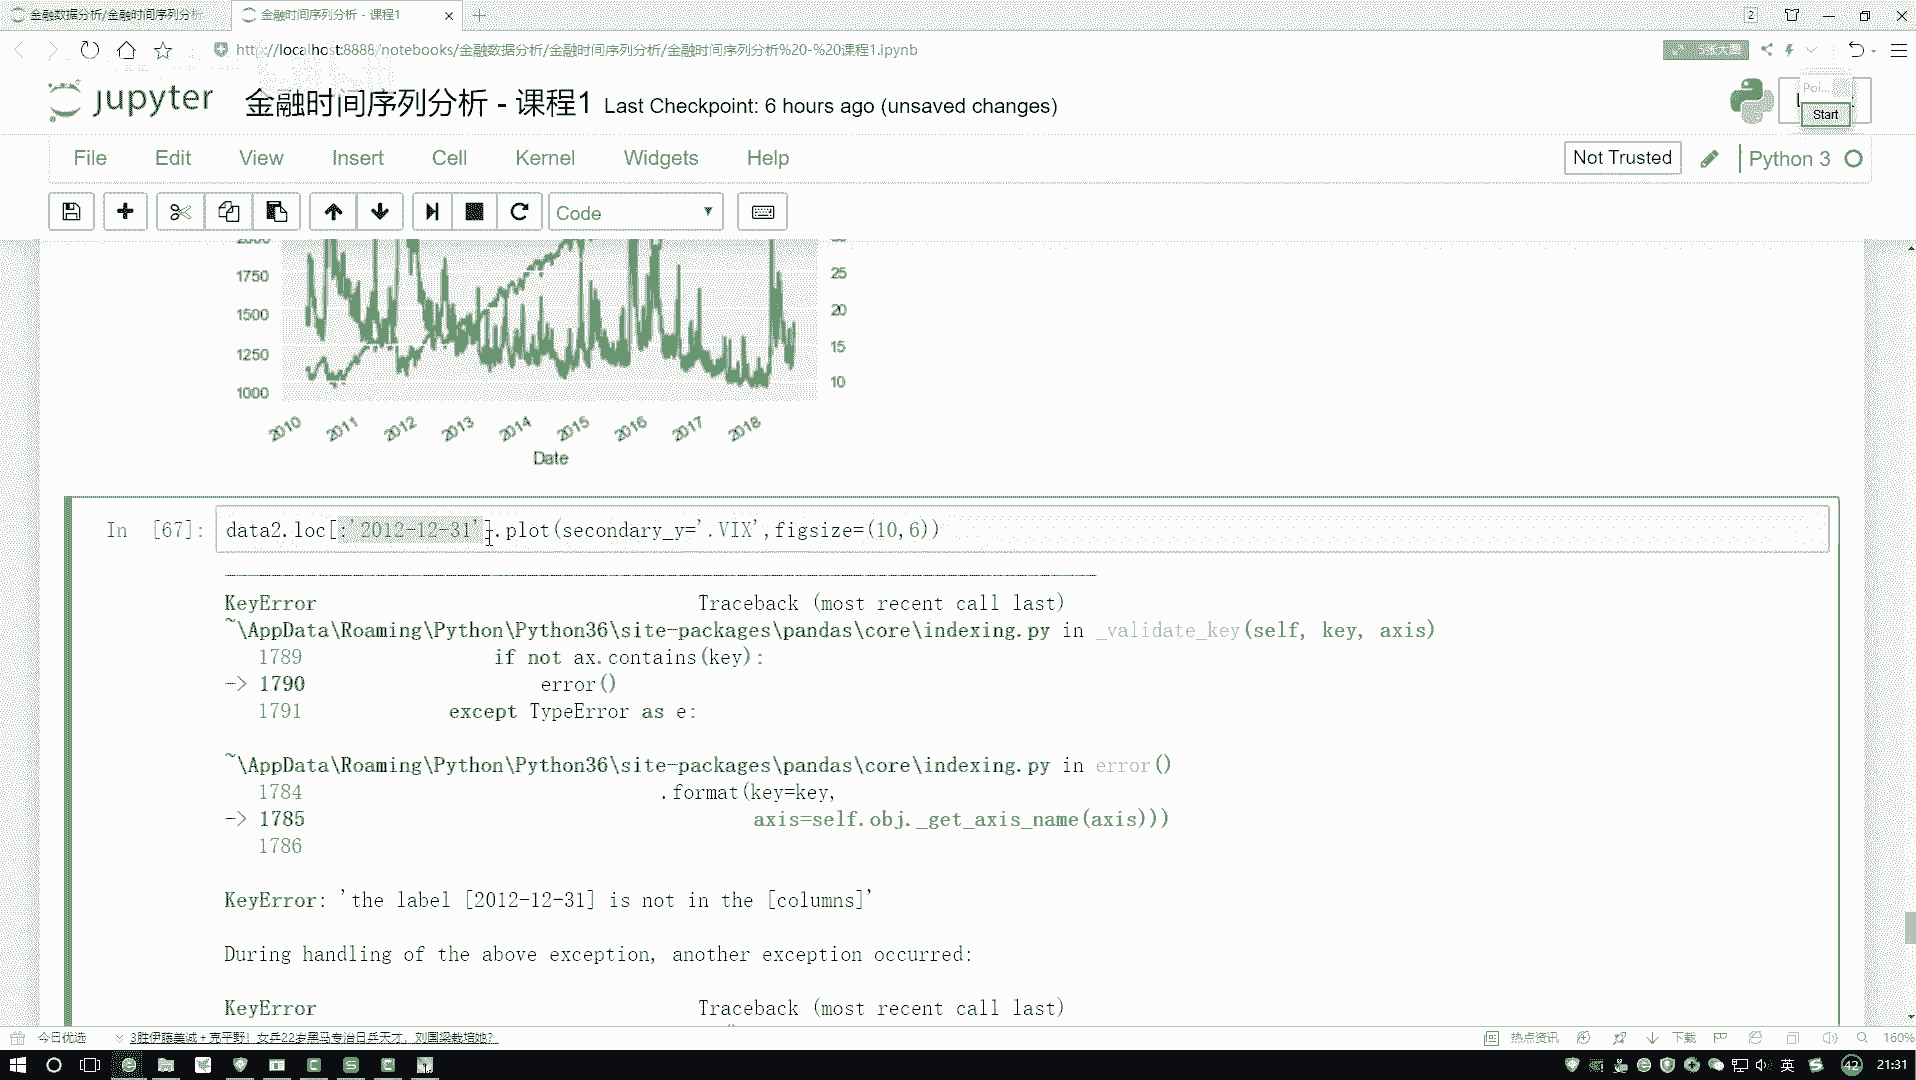 金融数据分析/金融时间序列分析
金融时间序列分析 - 课程1
2
http://localhost:8888/notebooks/金融数据分析/金融时间序列分析/金融时间序列分析%20-%20课程1.ipynb
5张大图
jupyter
金融时间序列分析 - 课程1 Last Checkpoint: 6 hours ago (unsaved changes)
Poi...
Start
File Edit View Insert Cell Kernel Widgets Help
Not Trusted
Python 3
Code
1750
1500
1250
1000
25
20
15
10
2010 2011 2012 2013 2014 2015 2016 2017 2018
Date
In [67]: data2.loc[:'2012-12-31'].plot(secondary_y='.VIX',figsize=(10,6))
KeyError Traceback (most recent call last)
~\AppData\Roaming\Python\Python36\site-packages\pandas\core\indexing.py in _validate_key(self, key, axis)
1789 if not ax.contains(key):
-> 1790 error()
1791 except TypeError as e:
~\AppData\Roaming\Python\Python36\site-packages\pandas\core\indexing.py in error()
1784 .format(key=key,
-> 1785 axis=self.obj._get_axis_name(axis)))
1786
KeyError: 'the label [2012-12-31] is not in the [columns]'
During handling of the above exception, another exception occurred:
KeyError Traceback (most recent call last)
今日优选
3胜伊藤美诚+克平野！女乒22岁黑马专治日乒天才，刘国梁栽培她？
热点资讯
下载
160%
英
42
21:31